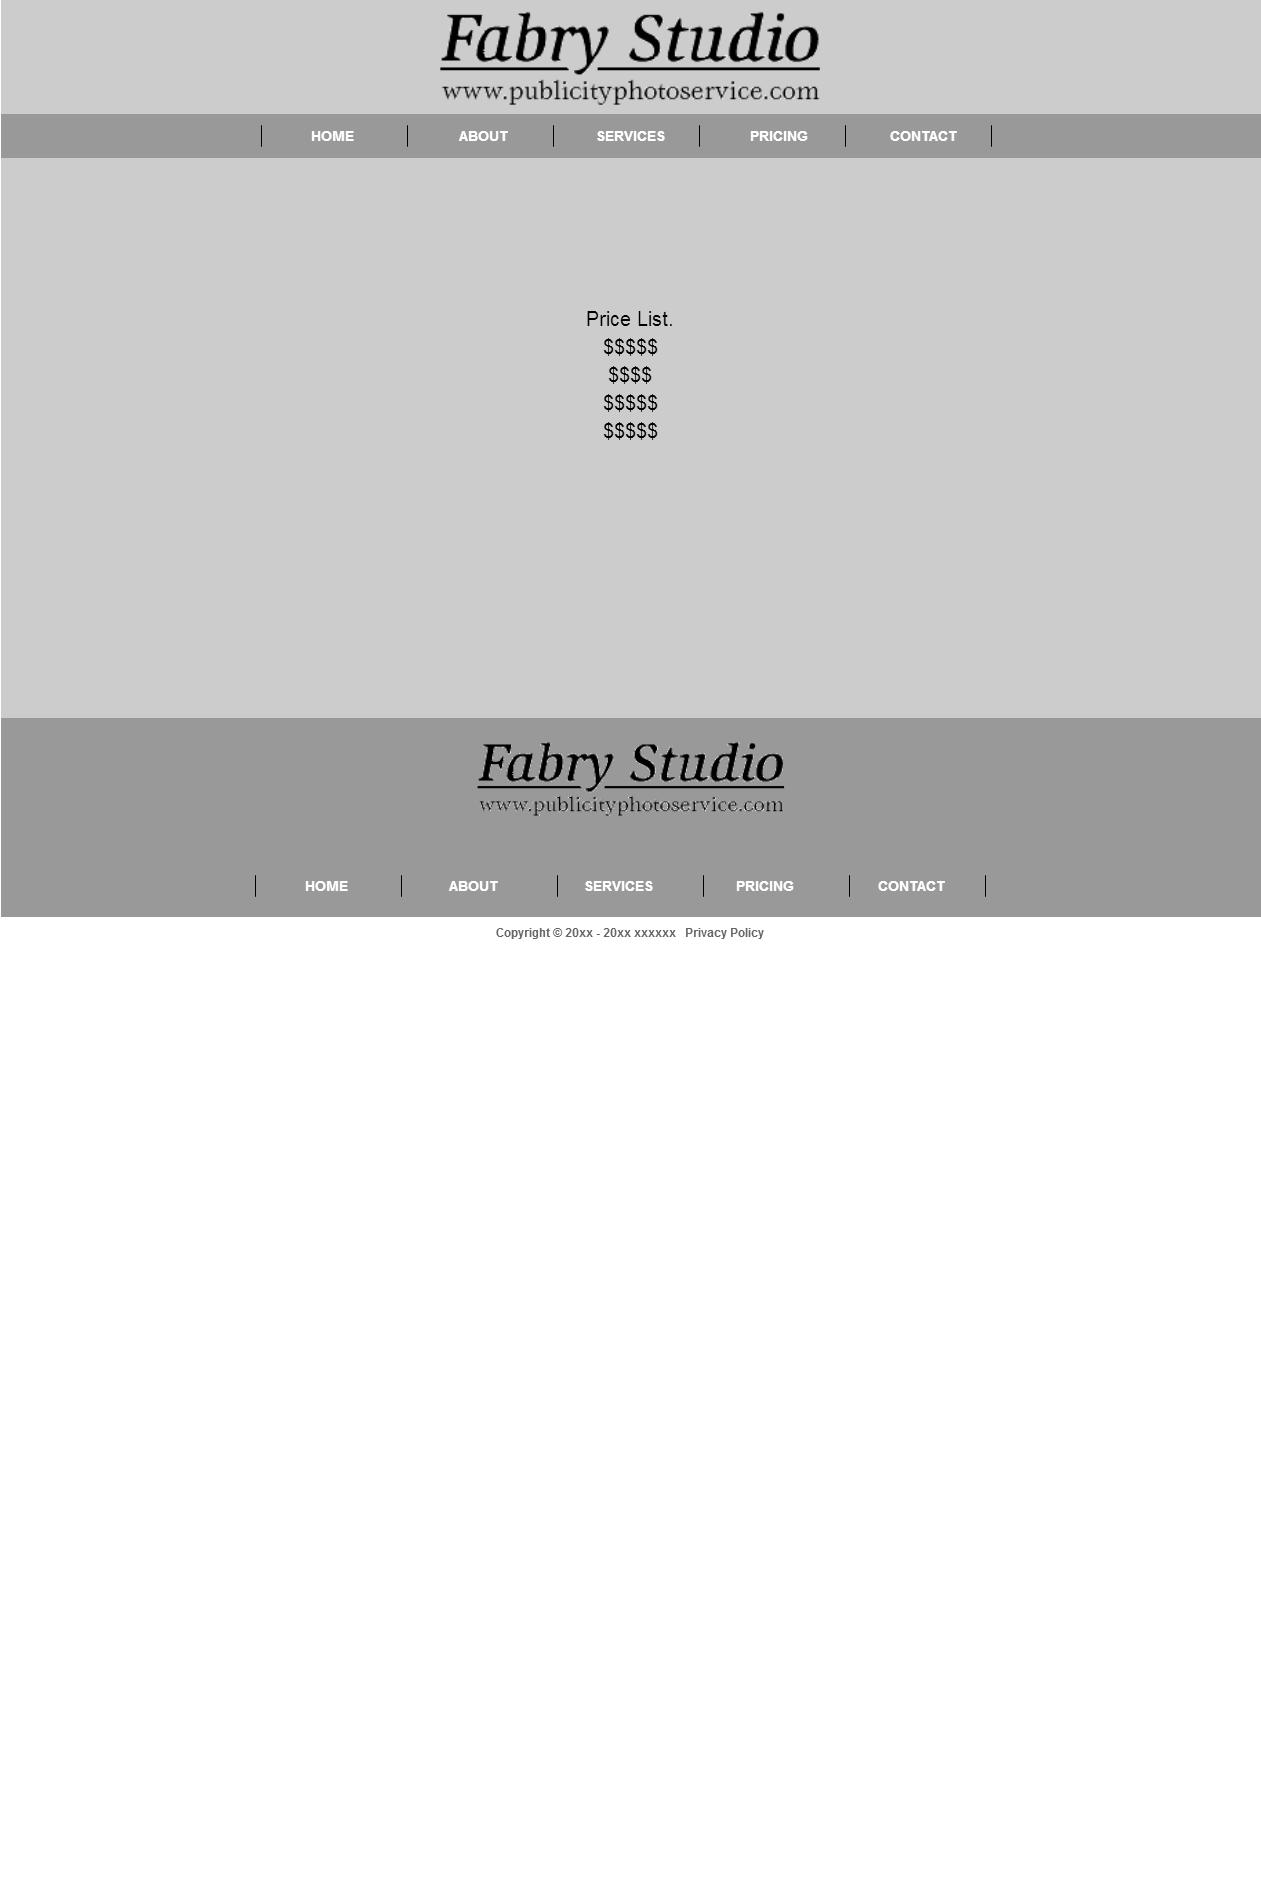 Fabry Studio
www.publicityphotoservice.com
HOME ABOUT SERVICES PRICING CONTACT
Price List.
$$$$$
$$$$
$$$$$
$$$$$
Fabry Studio
www.publicityphotoservice.com
HOME ABOUT SERVICES PRICING CONTACT
Copyright © 20xx - 20xx xxxxxx Privacy Policy